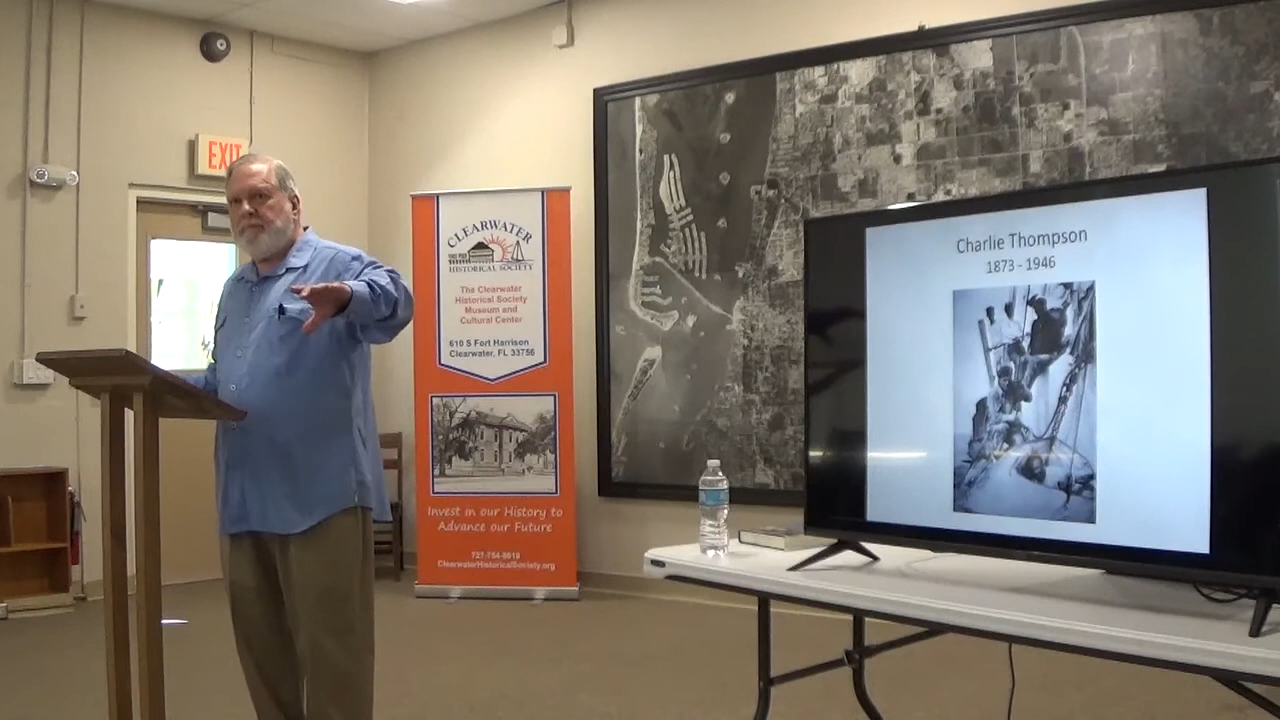 EXIT
CLEARWATER
HISTORICAL SOCIETY
The Clearwater
Historical Society
Museum and
Cultural Center
610 S Fort Harrison
Clearwater, FL 33756
Invest in our History to
Advance our Future
727-754-8019
ClearwaterHistoricalSociety.org
Charlie Thompson
1873 - 1946